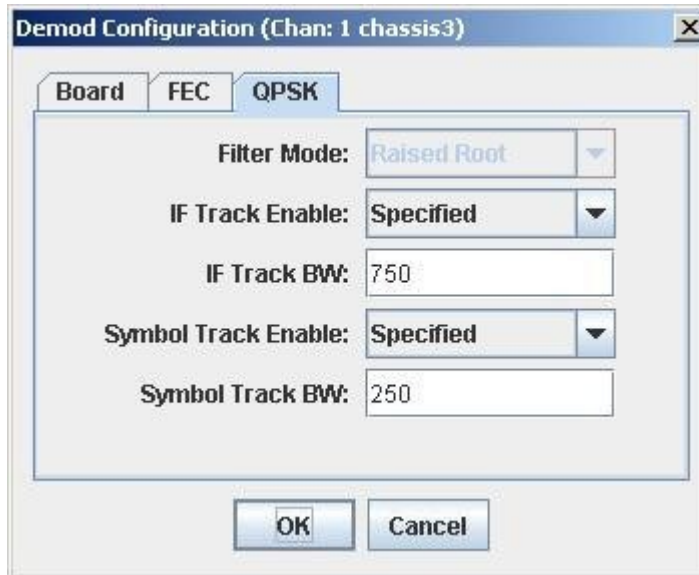 Demod Configuration (Chan: 1 chassis3)
Board FEC QPSK
Filter Mode: Raised Root
IF Track Enable: Specified
IF Track BW: 750
Symbol Track Enable: Specified
Symbol Track BW: 250
OK Cancel